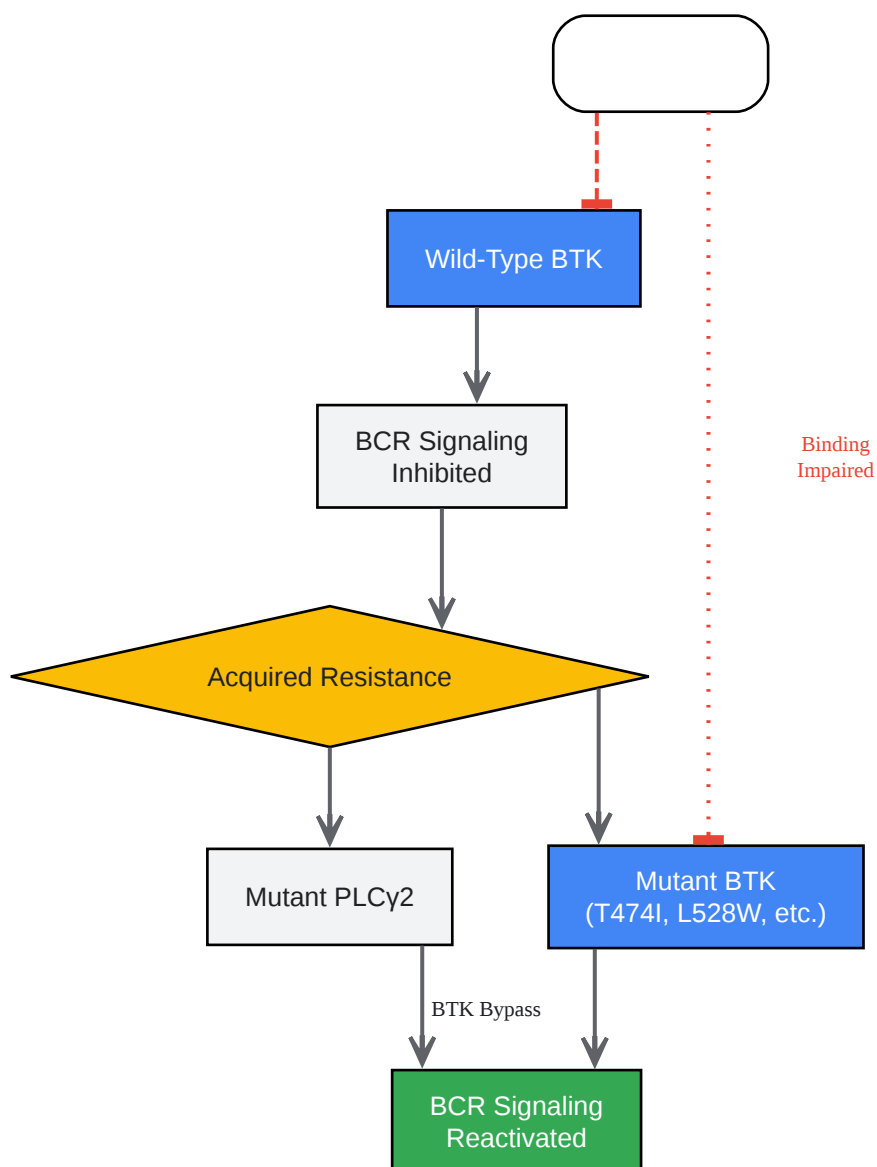 Wild-Type BTK
BCR Signaling
Inhibited
Binding
Impaired
Acquired Resistance
Mutant PLCγ2
Mutant BTK
(T474I, L528W, etc.)
BTK Bypass
BCR Signaling
Reactivated